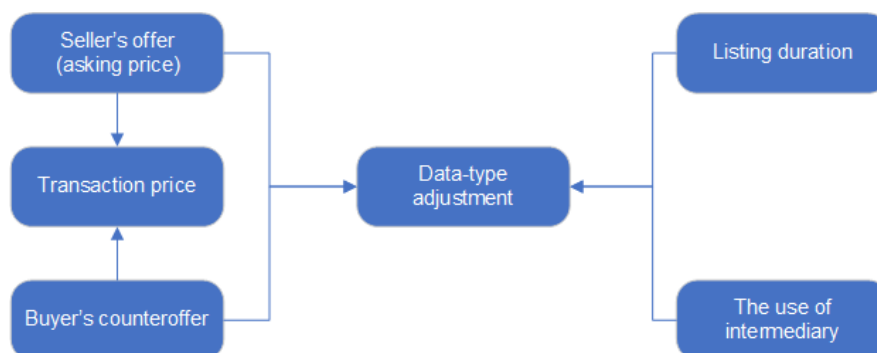 Seller's offer
(asking price)
Listing duration
Transaction price
Data-type
adjustment
Buyer's counteroffer
The use of
intermediary